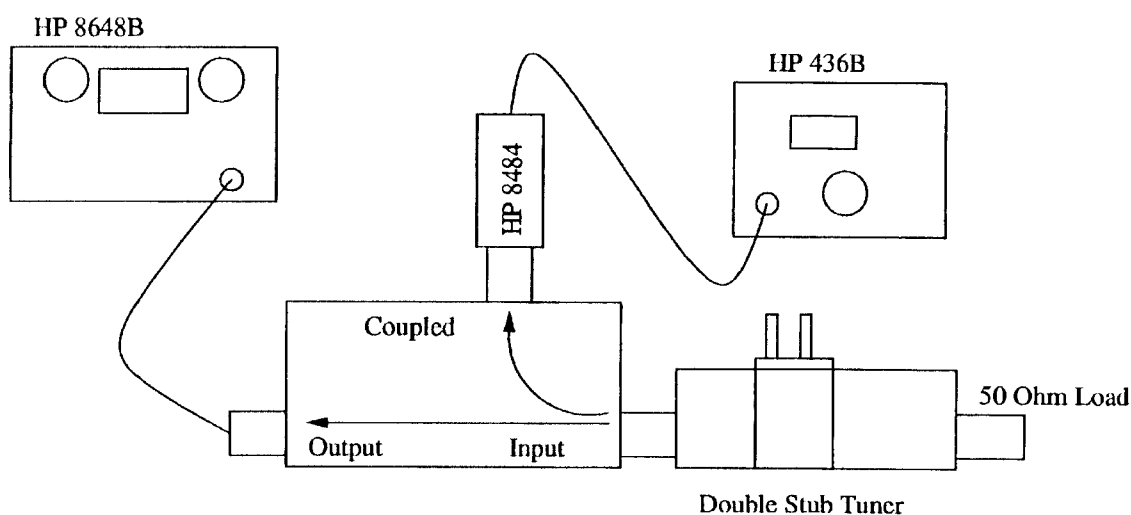 HP 8648B
HP 436B
HP 8484
Coupled
Output
Input
50 Ohm Load
Double Stub Tuner